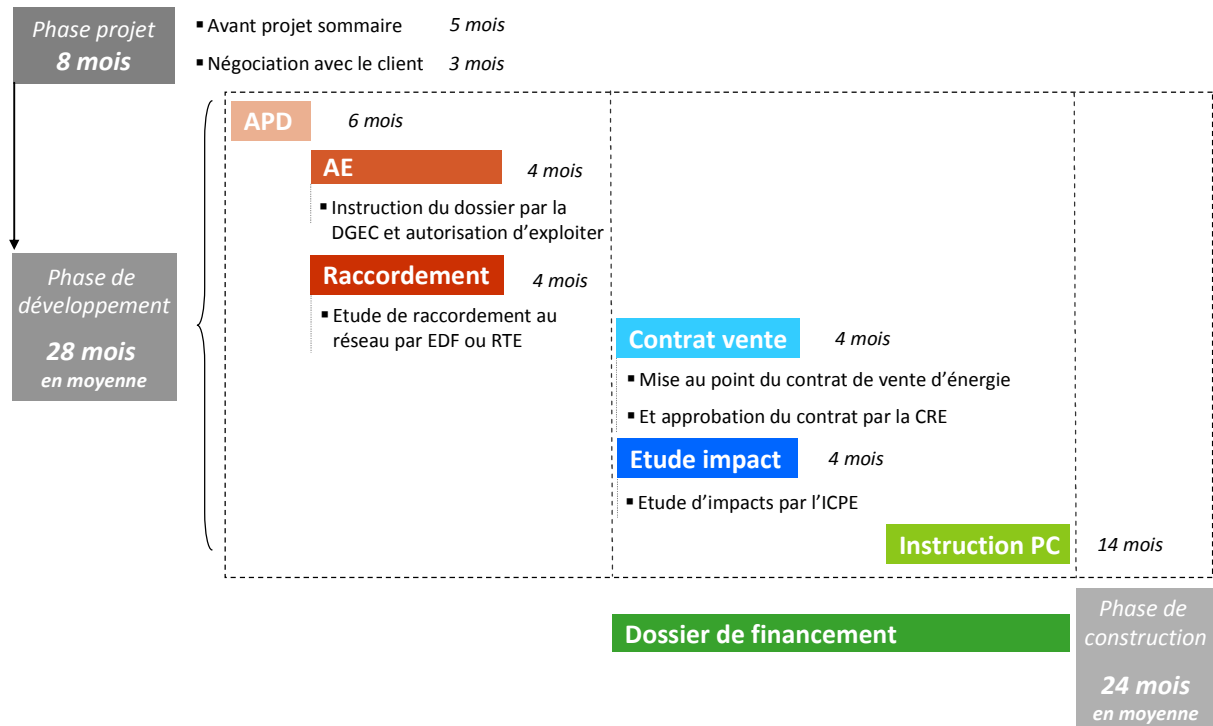 Phase projet
8 mois
▪ Avant projet sommaire 5 mois
▪ Négociation avec le client 3 mois
APD 6 mois
AE 4 mois
▪ Instruction du dossier par la
DGEC et autorisation d’exploiter
Raccordement 4 mois
▪ Etude de raccordement au
réseau par EDF ou RTE
Phase de
développement
28 mois
en moyenne
Contrat vente 4 mois
▪ Mise au point du contrat de vente d’énergie
▪ Et approbation du contrat par la CRE
Etude impact 4 mois
▪ Etude d’impacts par l’ICPE
Instruction PC 14 mois
Dossier de financement
Phase de
construction
24 mois
en moyenne